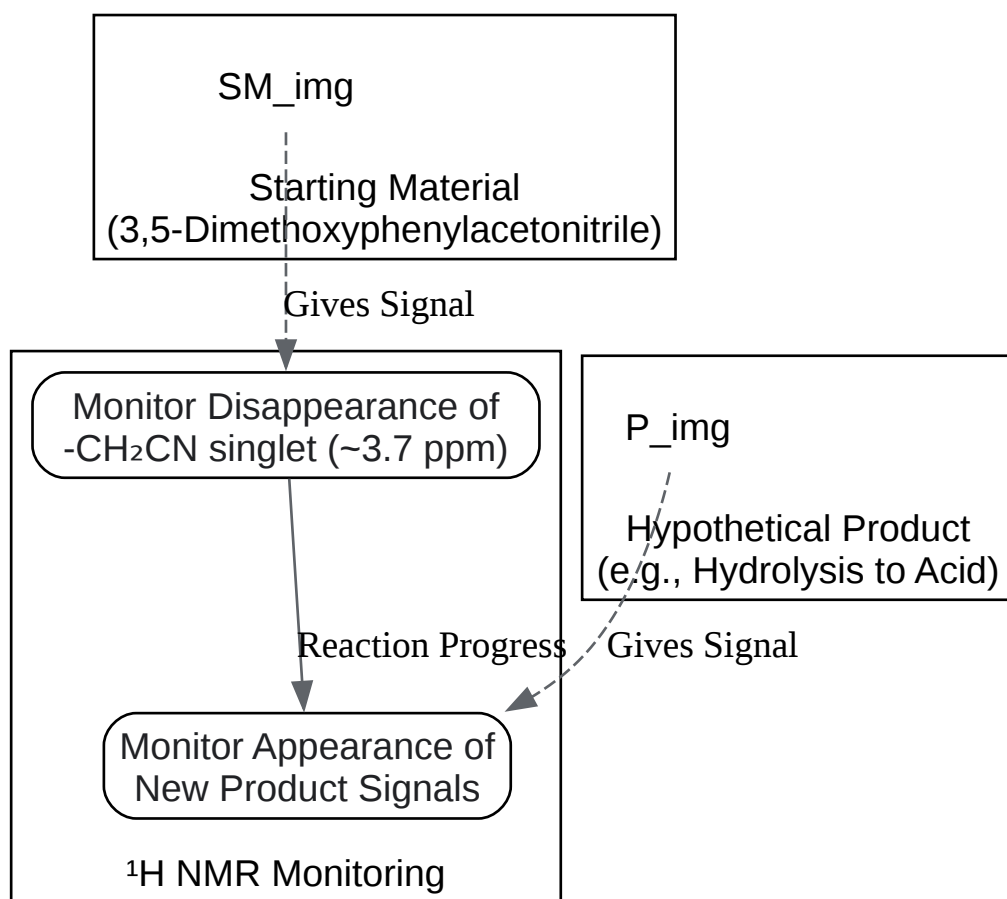 SM_img
Starting Material
(3,5-Dimethoxyphenylacetonitrile)
Gives Signal
Monitor Disappearance of
-CH₂CN singlet (~3.7 ppm)
P_img
Hypothetical Product
(e.g., Hydrolysis to Acid)
Reaction Progress
Gives Signal
Monitor Appearance of
New Product Signals
¹H NMR Monitoring